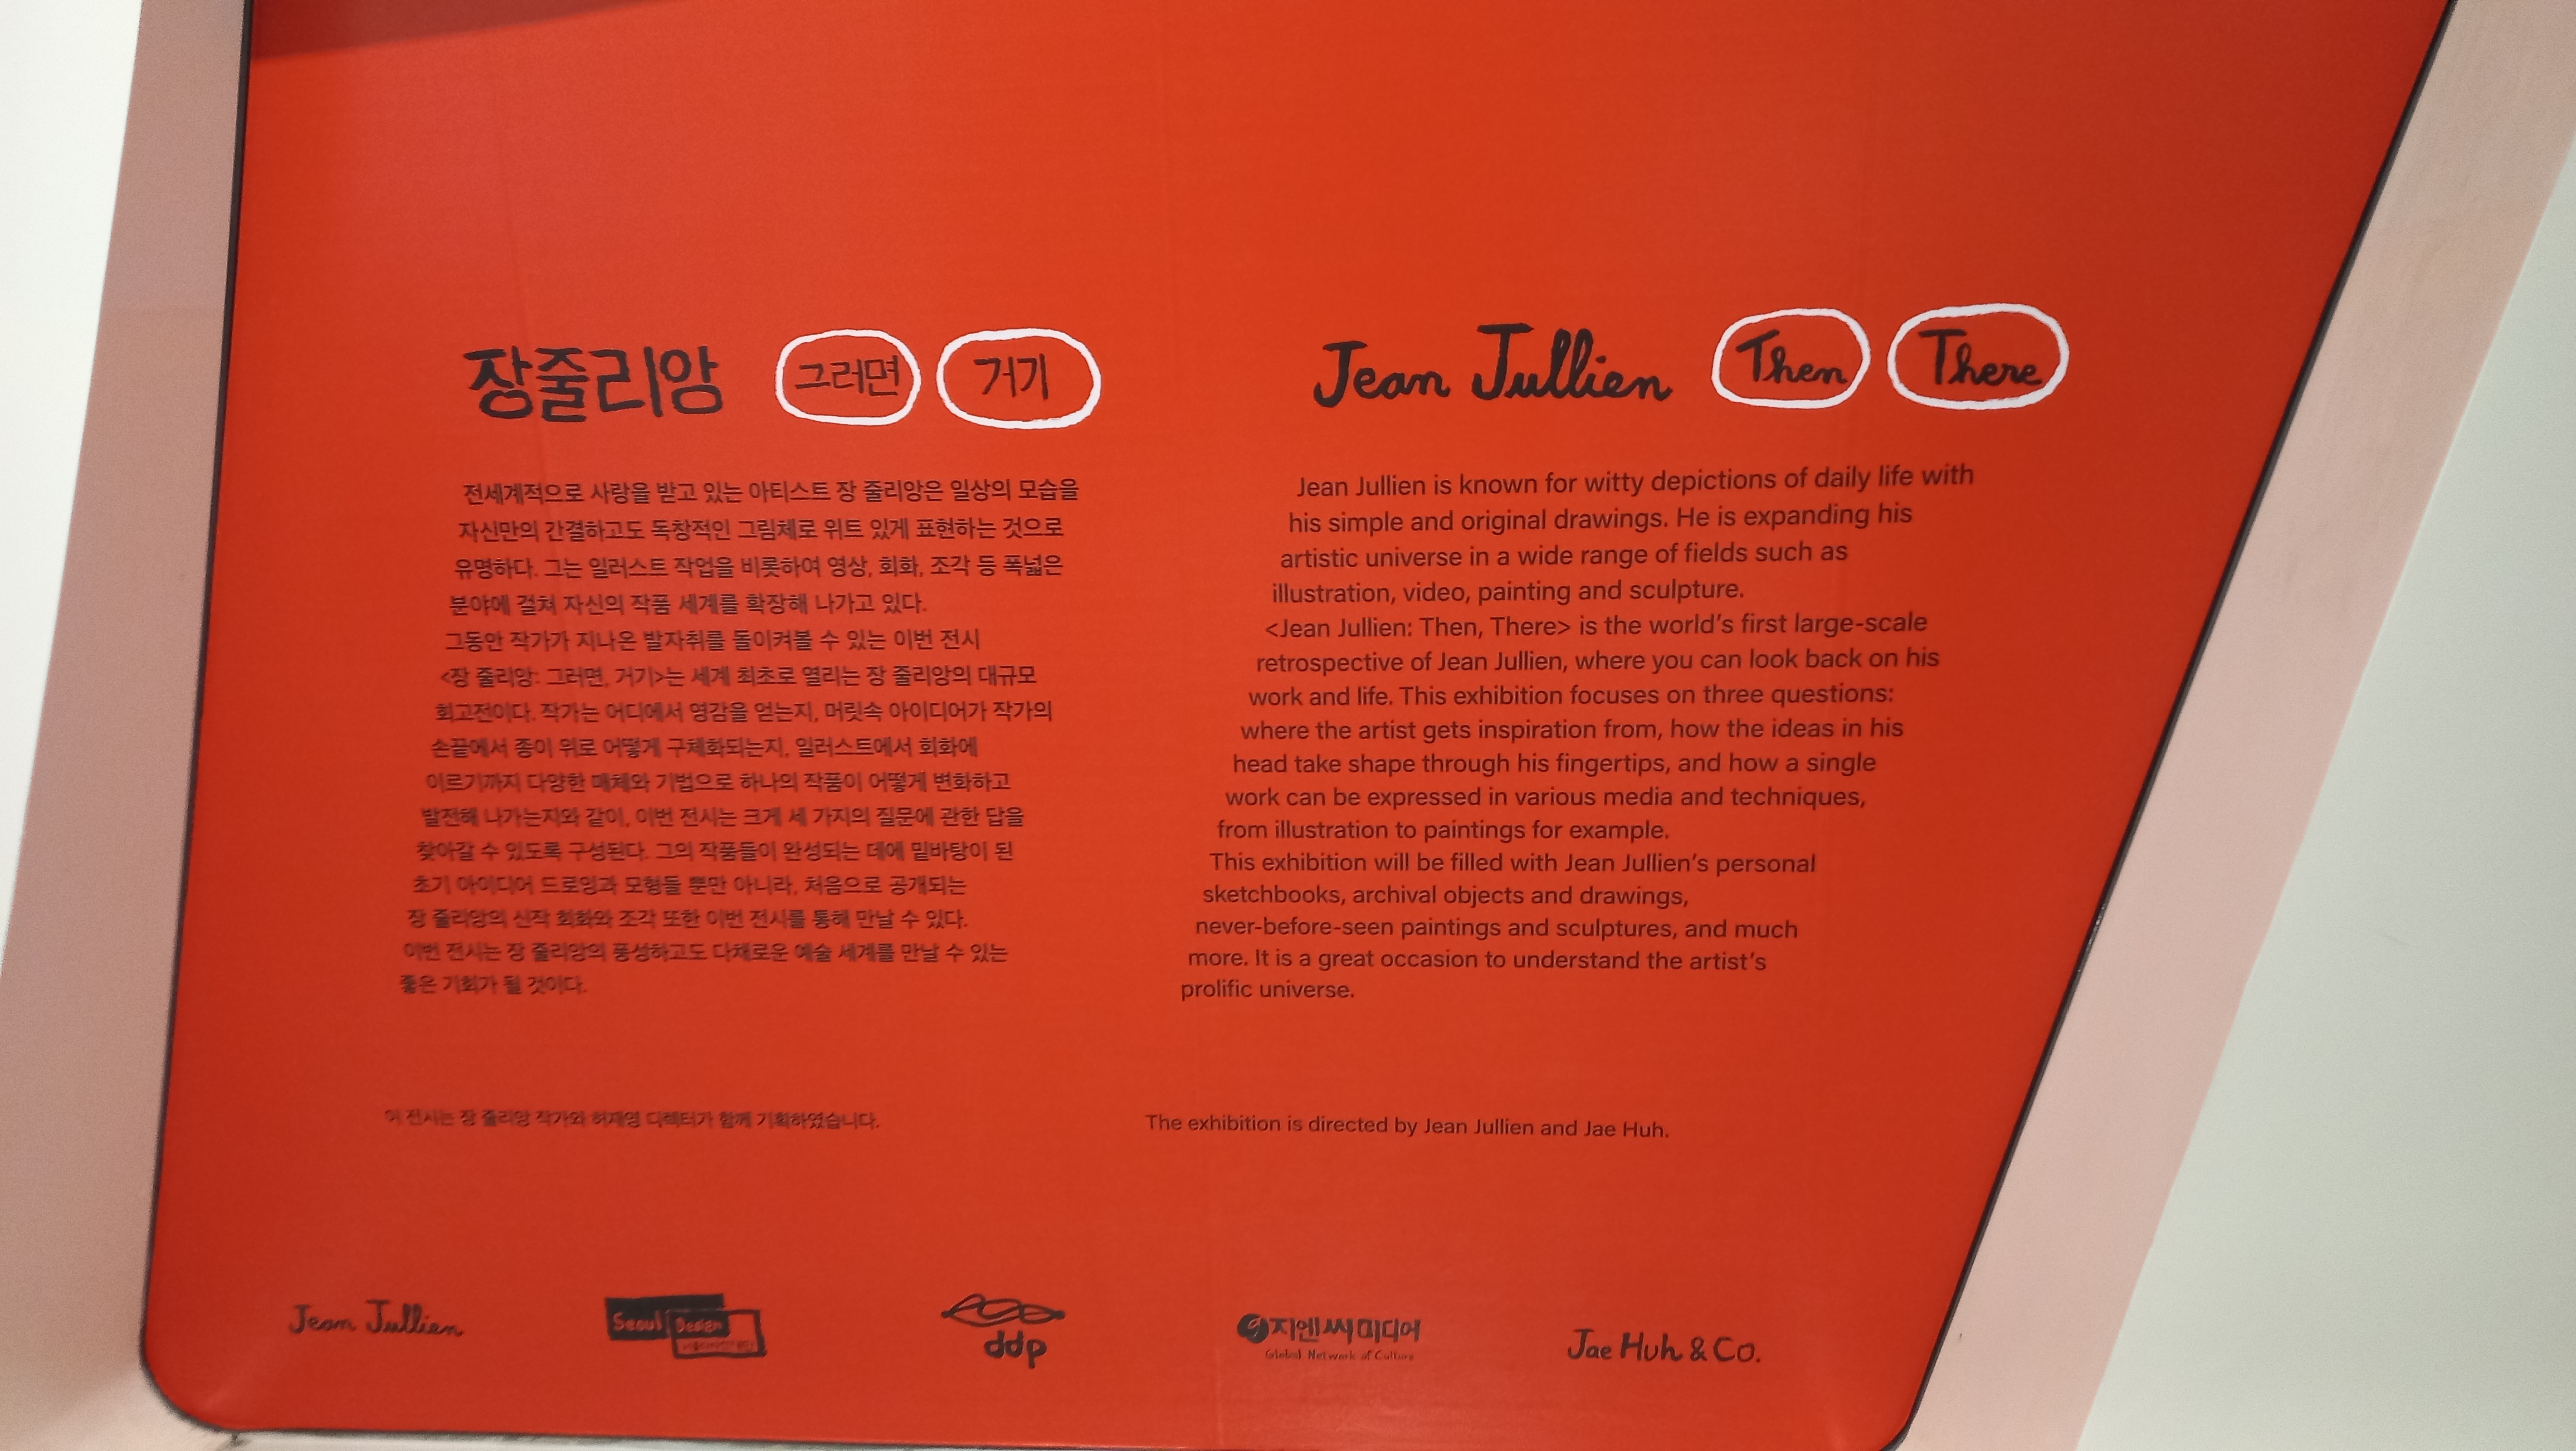 장줄리앙 그러면 거기
전세계적으로 사랑을 받고 있는 아티스트 장 줄리앙은 일상의 모습을
자신만의 간결하고도 독창적인 그림체로 위트 있게 표현하는 것으로
유명하다. 그는 일러스트 작업을 비롯하여 영상, 회화, 조각 등 폭넓은
분야에 걸쳐 자신의 작품 세계를 확장해 나가고 있다.
그동안 작가가 지나온 발자취를 돌이켜볼 수 있는 이번 전시
<장 줄리앙: 그러면, 거기>는 세계 최초로 열리는 장 줄리앙의 대규모
회고전이다. 작가는 어디에서 영감을 얻는지, 머릿속 아이디어가 작가의
손끝에서 종이 위로 어떻게 구체화되는지, 일러스트에서 회화에
이르기까지 다양한 매체와 기법으로 하나의 작품이 어떻게 변화하고
발전해 나가는지와 같이, 이번 전시는 크게 세 가지의 질문에 관한 답을
찾아갈 수 있도록 구성된다. 그의 작품들이 완성되는 데에 밑바탕이 된
초기 아이디어 드로잉과 모형들 뿐만 아니라, 처음으로 공개되는
장 줄리앙의 신작 회화와 조각 또한 이번 전시를 통해 만날 수 있다.
이번 전시는 장 줄리앙의 풍성하고도 다채로운 예술 세계를 만날 수 있는
좋은 기회가 될 것이다.
이 전시는 장 줄리앙 작가와 허재영 디렉터가 함께 기획하였습니다.
Jean Jullien Then There
Jean Jullien is known for witty depictions of daily life with
his simple and original drawings. He is expanding his
artistic universe in a wide range of fields such as
illustration, video, painting and sculpture.
<Jean Jullien: Then, There> is the world's first large-scale
retrospective of Jean Jullien, where you can look back on his
work and life. This exhibition focuses on three questions:
where the artist gets inspiration from, how the ideas in his
head take shape through his fingertips, and how a single
work can be expressed in various media and techniques,
from illustration to paintings for example.
This exhibition will be filled with Jean Jullien's personal
sketchbooks, archival objects and drawings,
never-before-seen paintings and sculptures, and much
more. It is a great occasion to understand the artist's
prolific universe.
The exhibition is directed by Jean Jullien and Jae Huh.
Jean Jullien
Seoul Design
ddp
지엔씨미디어
Global Network of Culture
Jae Huh & Co.